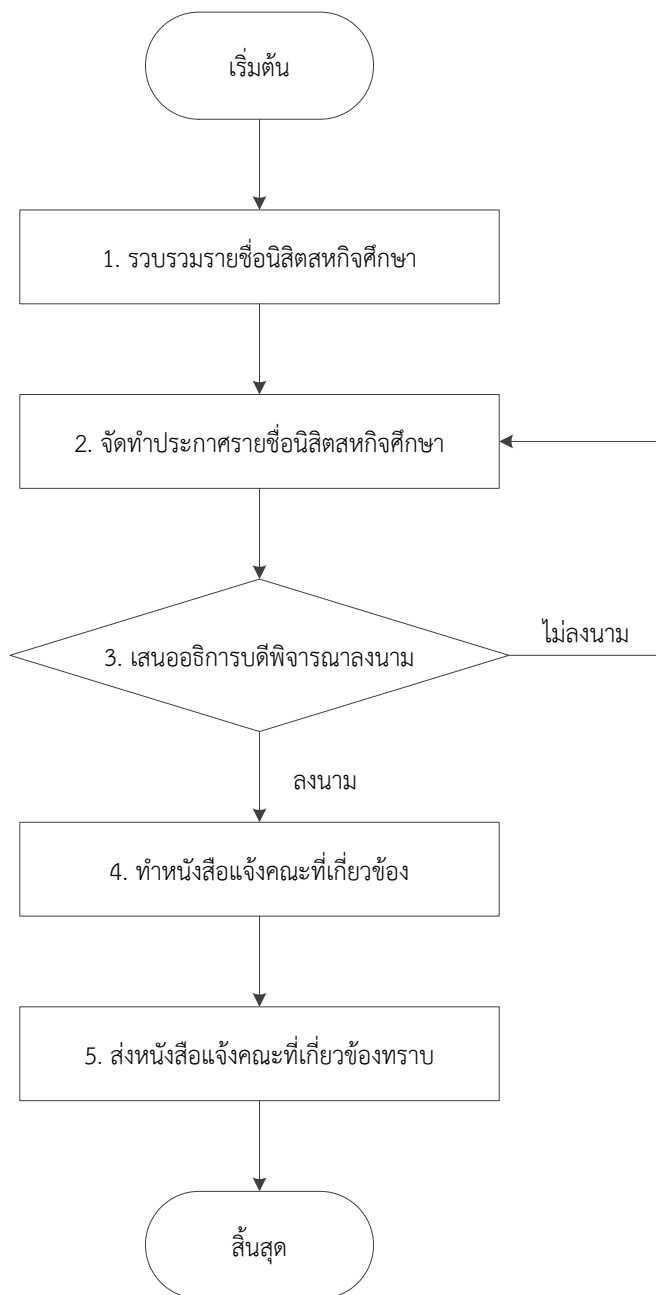 เริ่มต้น
1. รวบรวมรายชื่อนิสิตสหกิจศึกษา
2. จัดทำประกาศรายชื่อนิสิตสหกิจศึกษา
3. เสนออธิการบดีพิจารณาลงนาม
ไม่ลงนาม
ลงนาม
4. ทำหนังสือแจ้งคณะที่เกี่ยวข้อง
5. ส่งหนังสือแจ้งคณะที่เกี่ยวข้องทราบ
สิ้นสุด